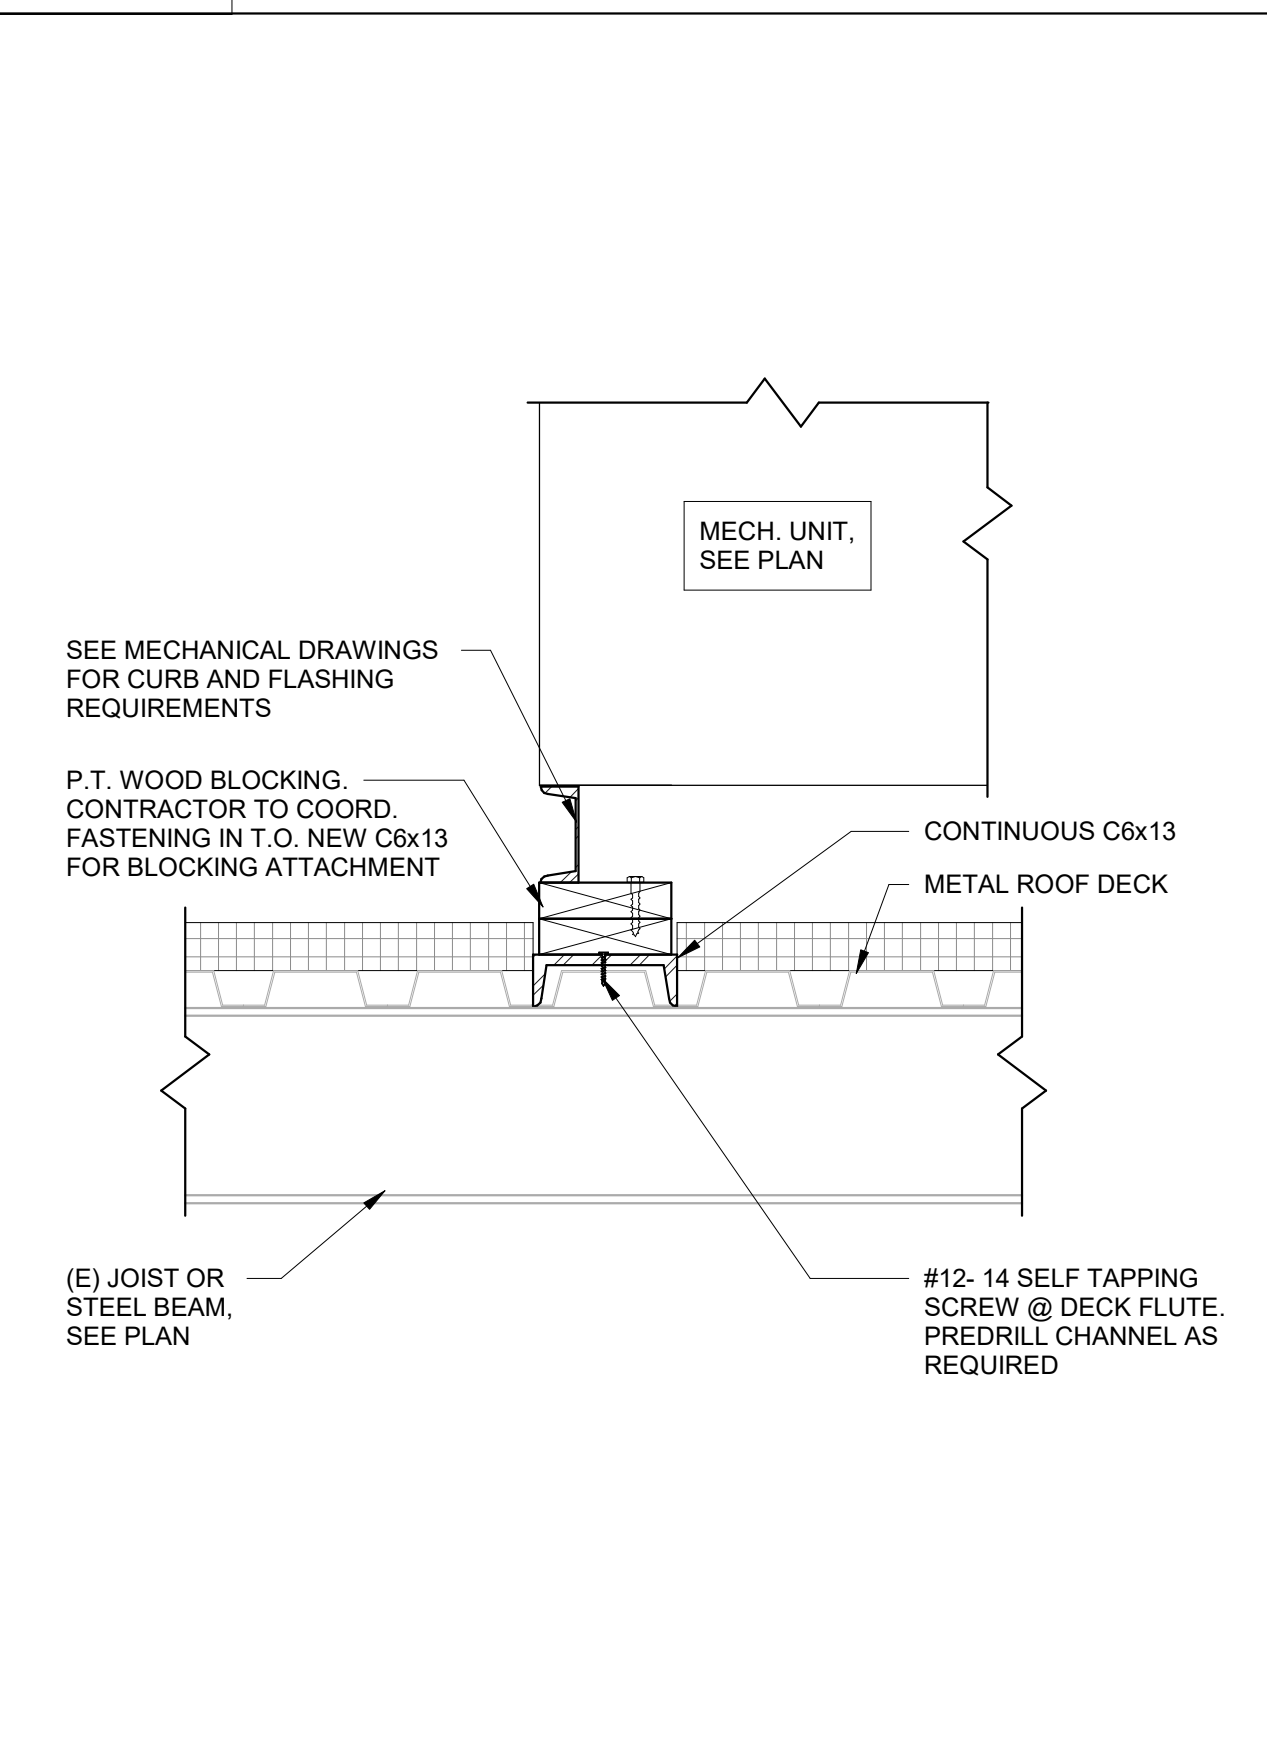 MECH. UNIT,
SEE PLAN
SEE MECHANICAL DRAWINGS
FOR CURB AND FLASHING
REQUIREMENTS
P.T. WOOD BLOCKING.
CONTRACTOR TO COORD.
FASTENING IN T.O. NEW C6x13
FOR BLOCKING ATTACHMENT
CONTINUOUS C6x13
METAL ROOF DECK
(E) JOIST OR
STEEL BEAM,
SEE PLAN
#12- 14 SELF TAPPING
SCREW @ DECK FLUTE.
PREDRILL CHANNEL AS
REQUIRED